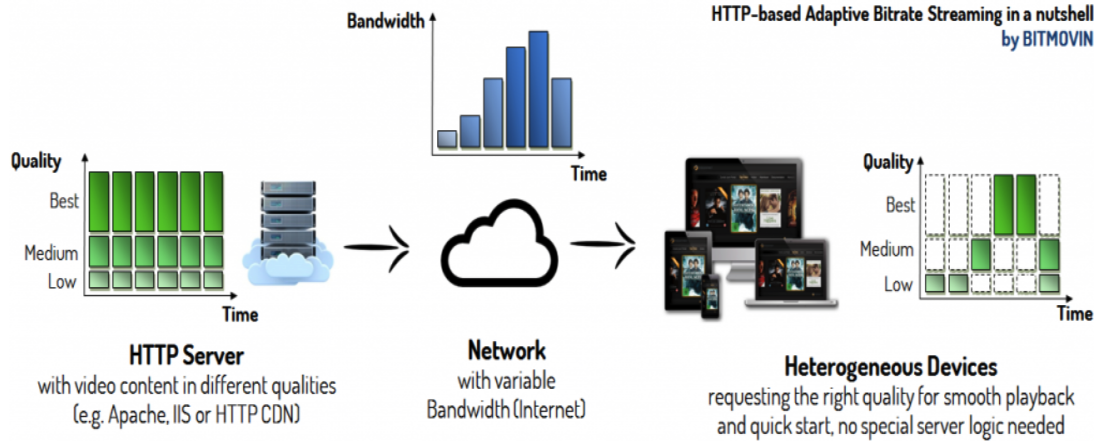 HTTP-based Adaptive Bitrate Streaming in a nutshell
by BITMOVIN
Bandwidth
Time
Quality
Best
Medium
Low
Time
Quality
Best
Medium
Low
Time
HTTP Server
with video content in different qualities
(e.g. Apache, IIS or HTTP CDN)
Network
with variable
Bandwidth (Internet)
Heterogeneous Devices
requesting the right quality for smooth playback
and quick start, no special server logic needed